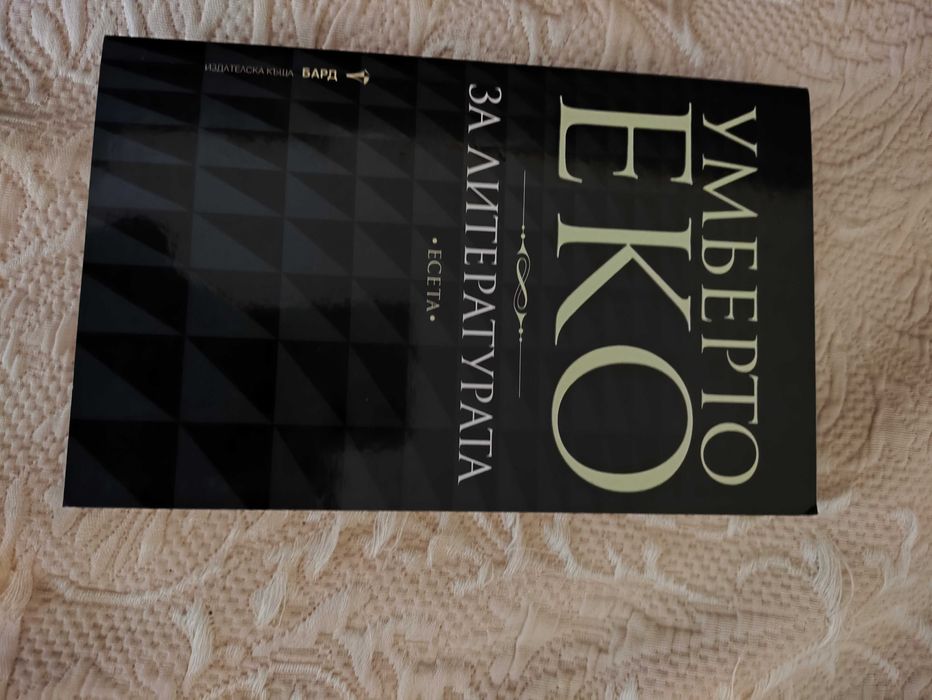 УМБЕРТО
ЕКО
ЗА ЛИТЕРАТУРАТА
• ЕСЕТА •
ИЗДАТЕЛСКА КЪЩА БАРД